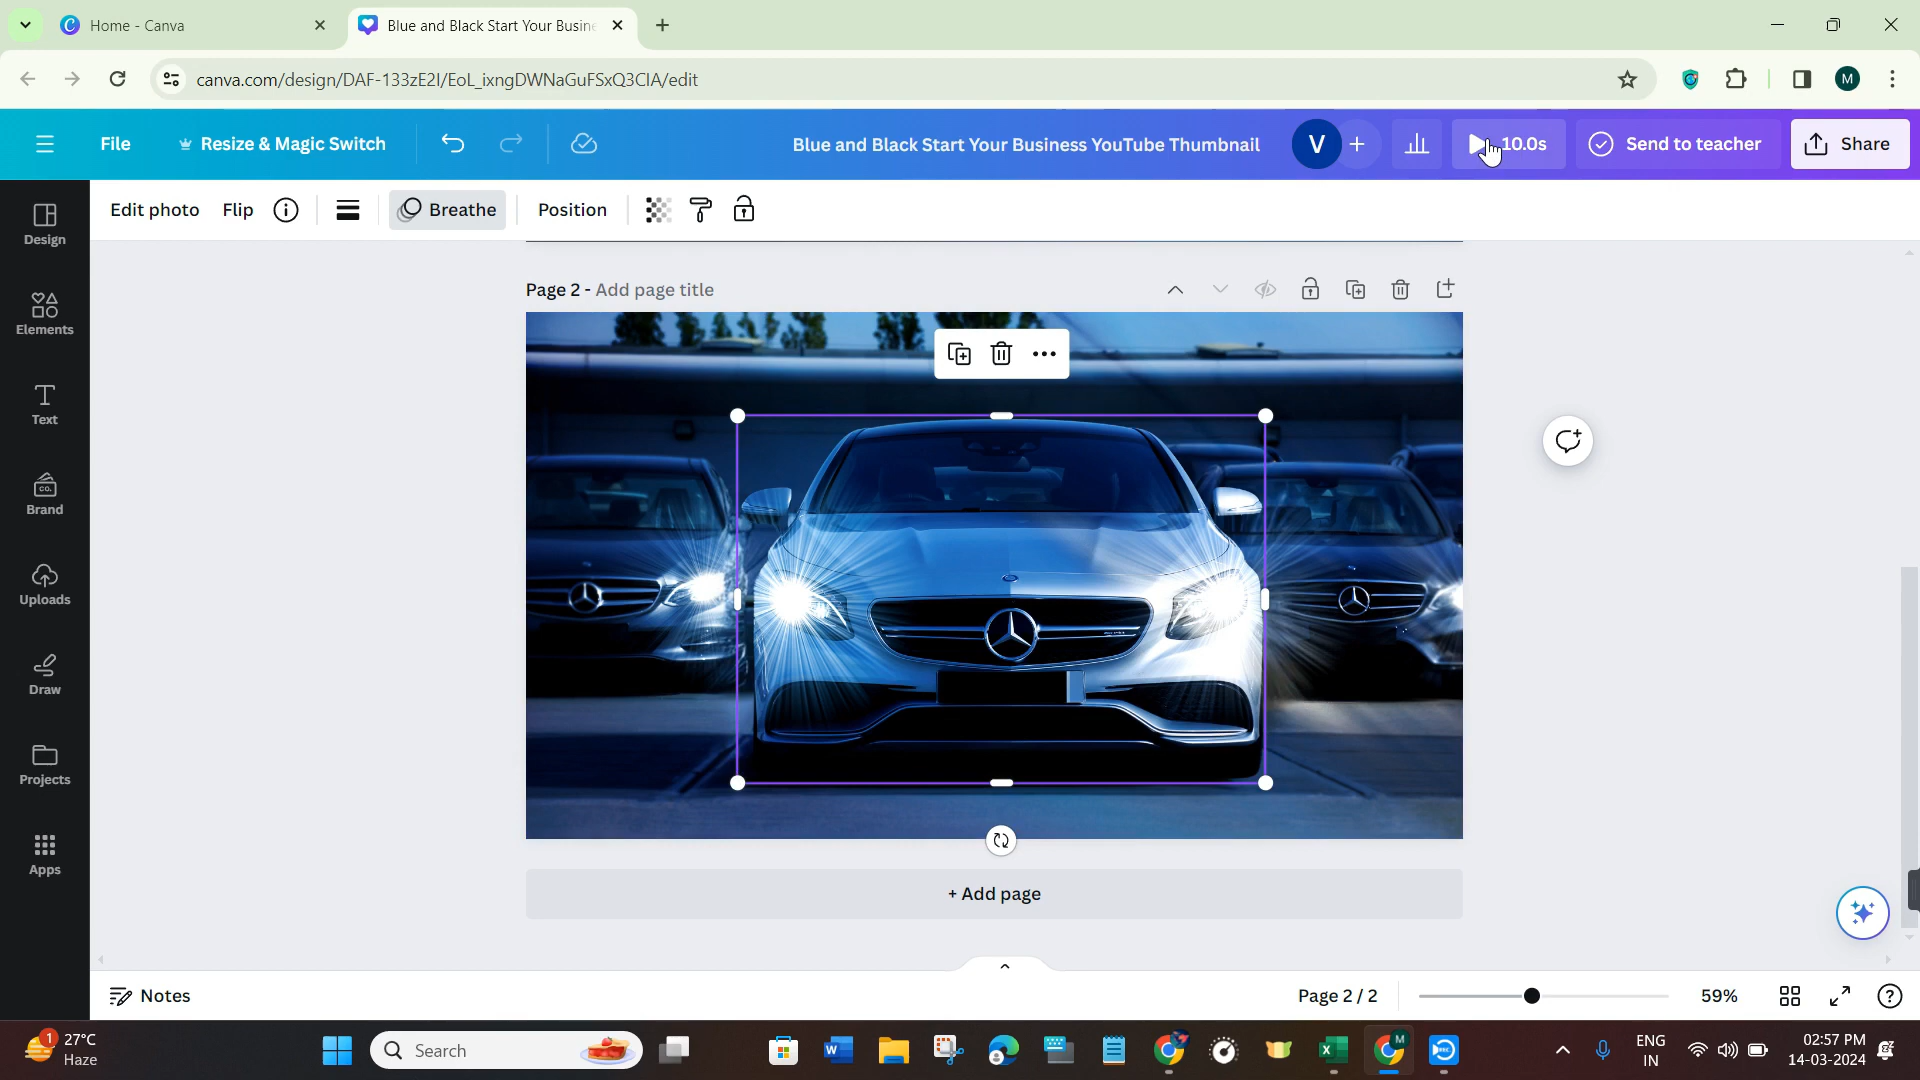 Home - Canva
Blue and Black Start Your Busin
canva.com/design/DAF-133zE2I/EoL_ixngDWNaGuFSxQ3CIA/edit
M
File
Resize & Magic Switch
Blue and Black Start Your Business YouTube Thumbnail
V
10.0s
Send to teacher
Share
Edit photo
Flip
Breathe
Position
Design
Elements
Text
CO.
Brand
Uploads
Draw
Projects
Apps
Page 2 - Add page title
+ Add page
Notes
Page 2 / 2
59%
1
27°C
Haze
Search
M
ENG
IN
02:57 PM
14-03-2024